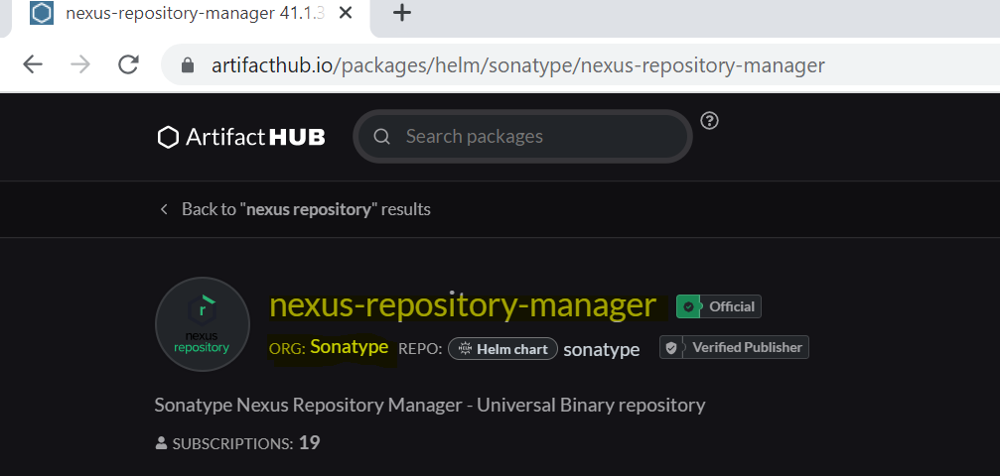 nexus-repository-manager 41.1.3
artifacthub.io/packages/helm/sonatype/nexus-repository-manager
Artifact HUB Search packages
Back to "nexus repository" results
nexus-repository-manager Official
ORG: Sonatype REPO: Helm chart sonatype Verified Publisher
r
nexus
repository
Sonatype Nexus Repository Manager - Universal Binary repository
SUBSCRIPTIONS: 19